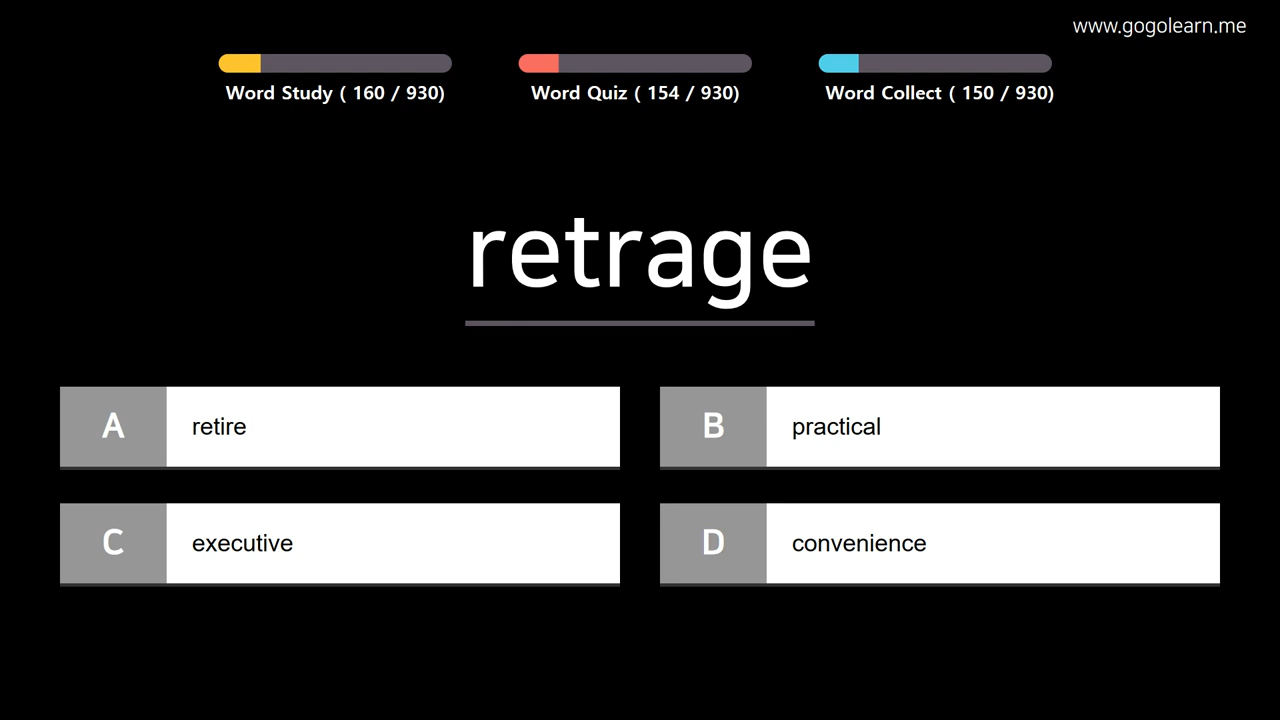 www.gogolearn.me
Word Study ( 160 / 930)
Word Quiz ( 154 / 930)
Word Collect ( 150 / 930)
retrage
A retire
B practical
C executive
D convenience